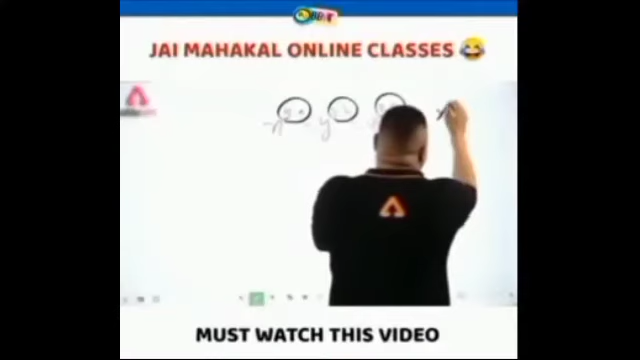 JAI MAHAKAL ONLINE CLASSES 😂
MUST WATCH THIS VIDEO